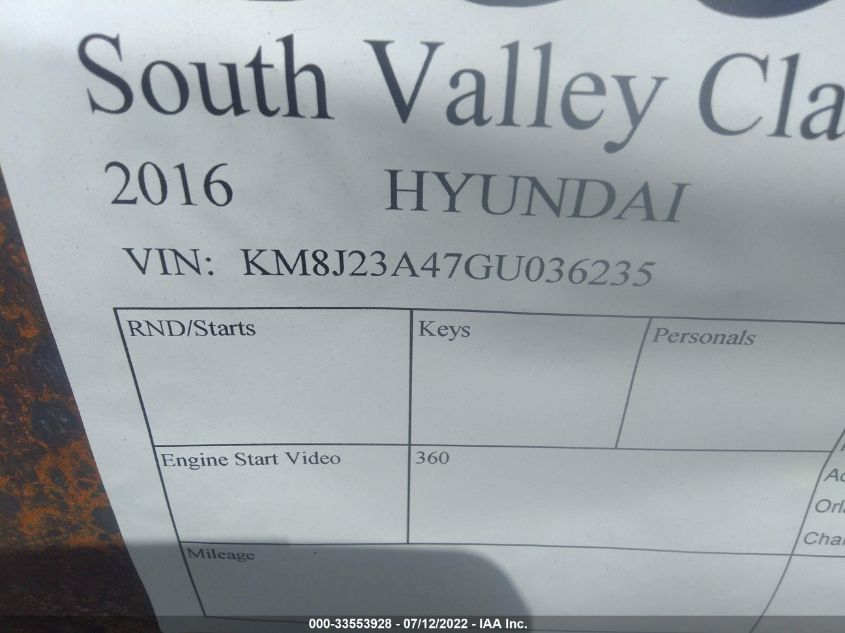 South Valley Cla
2016 HYUNDAI
VIN: KM8J23A47GU036235
RND/Starts Keys Personals
Engine Start Video 360
Mileage
000-33553928 - 07/12/2022 - IAA Inc.